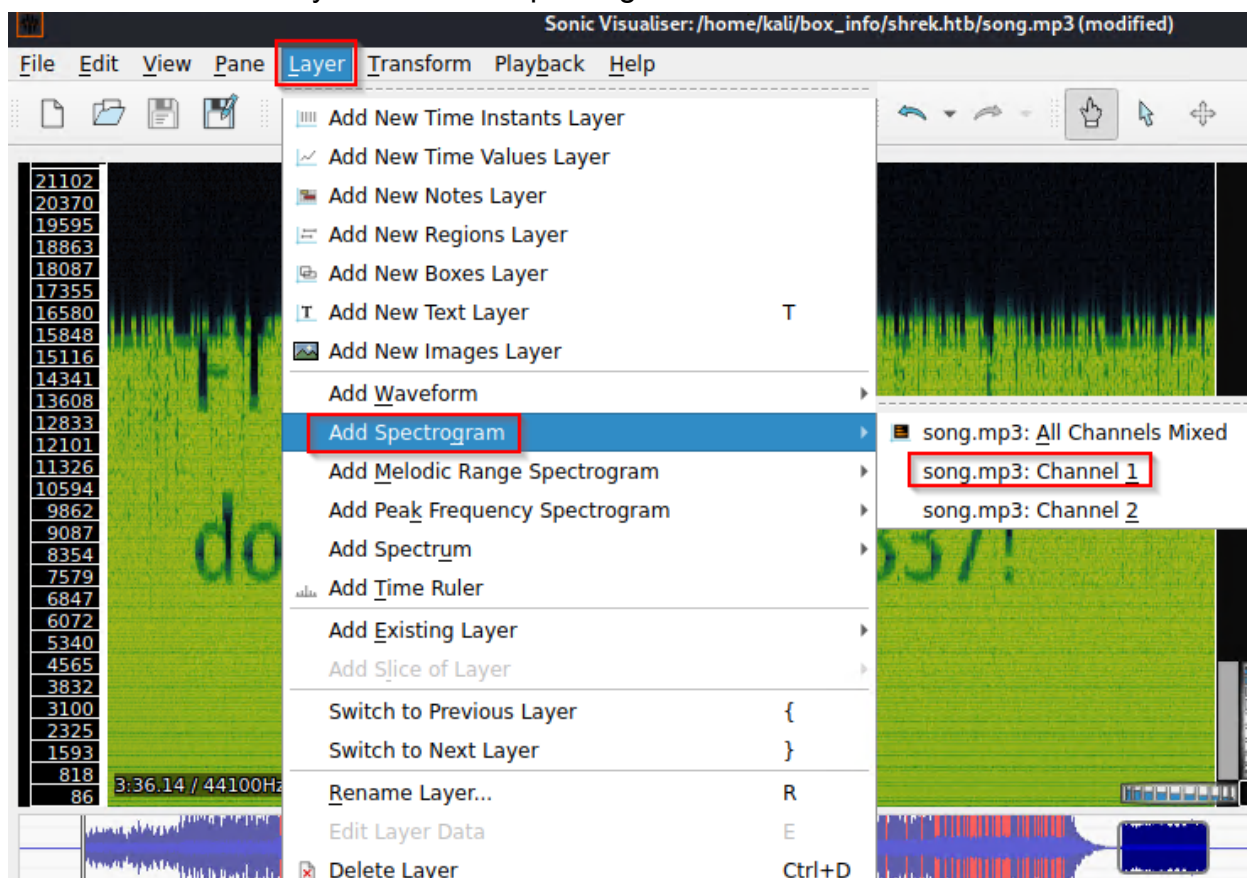 Sonic Visualiser: /home/kali/box_info/shrek.htb/song.mp3 (modified)
File Edit View Pane Layer Transform Playback Help
Add New Time Instants Layer
Add New Time Values Layer
Add New Notes Layer
Add New Regions Layer
Add New Boxes Layer
Add New Text Layer T
Add New Images Layer
Add Waveform
Add Spectrogram
song.mp3: All Channels Mixed
Add Melodic Range Spectrogram
song.mp3: Channel 1
Add Peak Frequency Spectrogram
song.mp3: Channel 2
Add Spectrum
Add Time Ruler
Add Existing Layer
Add Slice of Layer
Switch to Previous Layer {
Switch to Next Layer }
Rename Layer... R
Edit Layer Data E
Delete Layer Ctrl+D
21102
20370
19595
18863
18087
17355
16580
15848
15116
14341
13608
12833
12101
11326
10594
9862
9087
8354
7579
6847
6072
5340
4565
3832
3100
2325
1593
818
86
do
37!
3:36.14 / 44100Hz